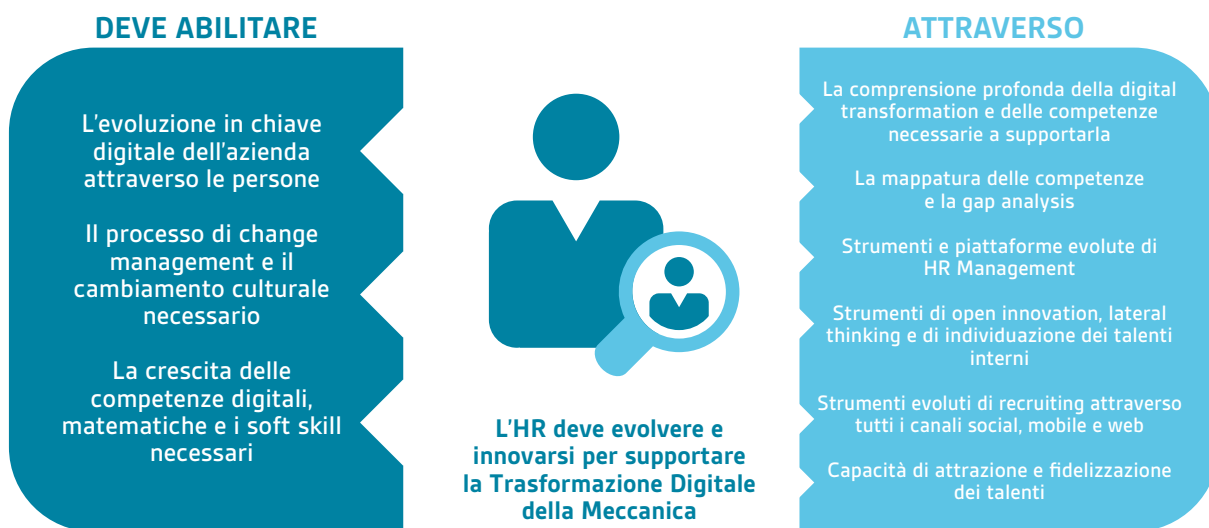 DEVE ABILITARE
L'evoluzione in chiave
digitale dell'azienda
attraverso le persone
Il processo di change
management e il
cambiamento culturale
necessario
La crescita delle
competenze digitali,
matematiche e i soft skill
necessari
L'HR deve evolvere e
innovarsi per supportare
la Trasformazione Digitale
della Meccanica
ATTRAVERSO
La comprensione profonda della digital
transformation e delle competenze
necessarie a supportarla
La mappatura delle competenze
e la gap analysis
Strumenti e piattaforme evolute di
HR Management
Strumenti di open innovation, lateral
thinking e di individuazione dei talenti
interni
Strumenti evoluti di recruiting attraverso
tutti i canali social, mobile e web
Capacità di attrazione e fidelizzazione
dei talenti